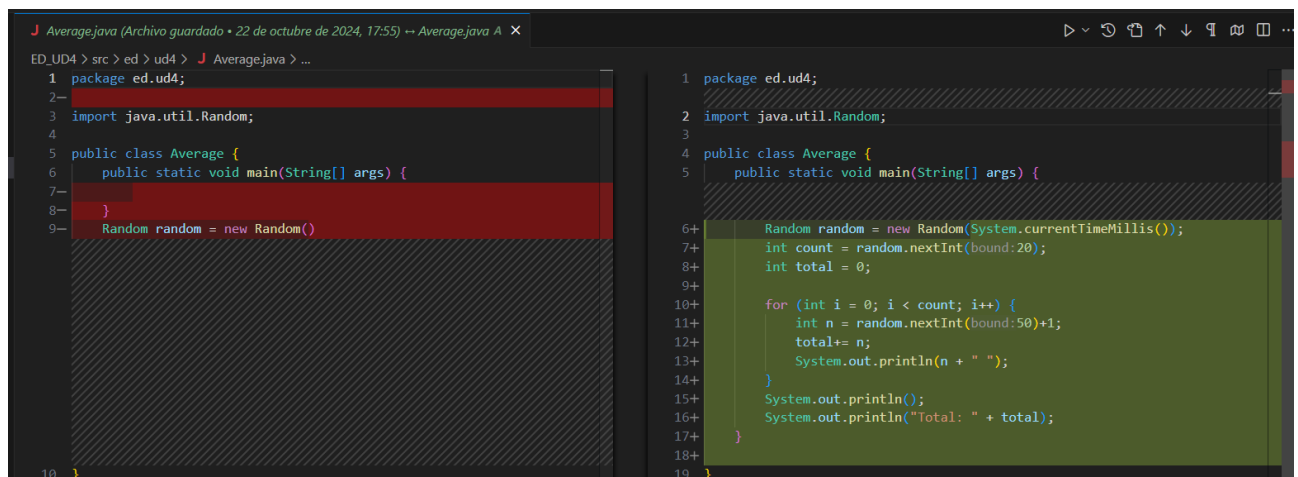 J Average.java (Archivo guardado • 22 de octubre de 2024, 17:55) ↔ Average.java A ×
ED_UD4 > src > ed > ud4 > J Average.java > ...
1 package ed.ud4;
2—
3 import java.util.Random;
4
5 public class Average {
6     public static void main(String[] args) {
7—
8—     }
9—     Random random = new Random()
10 }
1 package ed.ud4;
2 import java.util.Random;
3
4 public class Average {
5     public static void main(String[] args) {
6+         Random random = new Random(System.currentTimeMillis());
7+         int count = random.nextInt(bound:20);
8+         int total = 0;
9+
10+         for (int i = 0; i < count; i++) {
11+             int n = random.nextInt(bound:50)+1;
12+             total+= n;
13+             System.out.println(n + " ");
14+         }
15+         System.out.println();
16+         System.out.println("Total: " + total);
17+     }
18+
19 }